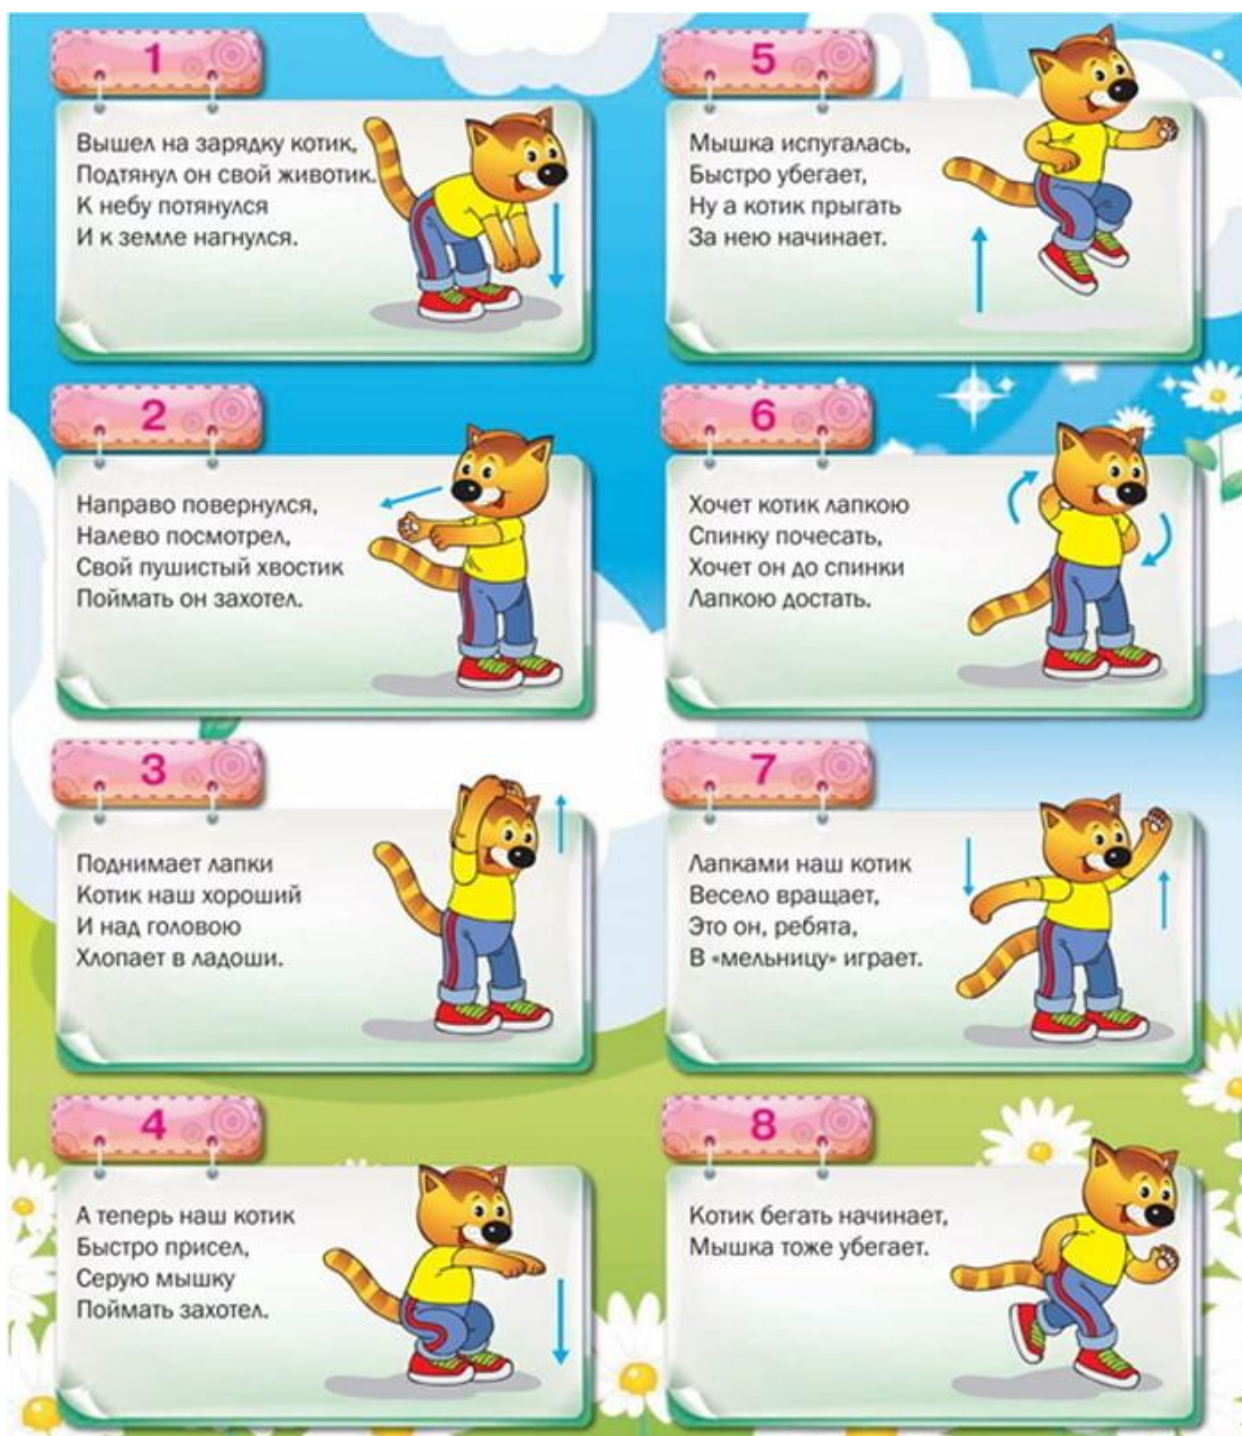 1
Вышел на зарядку котик,
Подтянул он свой животик.
К небу потянулся
И к земле нагнулся.
2
Направо повернулся,
Налево посмотрел,
Свой пушистый хвостик
Поймать он захотел.
3
Поднимает лапки
Котик наш хороший
И над головою
Хлопает в ладоши.
4
А теперь наш котик
Быстро присел,
Серую мышку
Поймать захотел.
5
Мышка испугалась,
Быстро убегает,
Ну а котик прыгать
За нею начинает.
6
Хочет котик лапкою
Спинку почесать,
Хочет он до спинки
Лапкою достать.
7
Лапками наш котик
Весело вращает,
Это он, ребята,
В «мельницу» играет.
8
Котик бегать начинает,
Мышка тоже убегает.